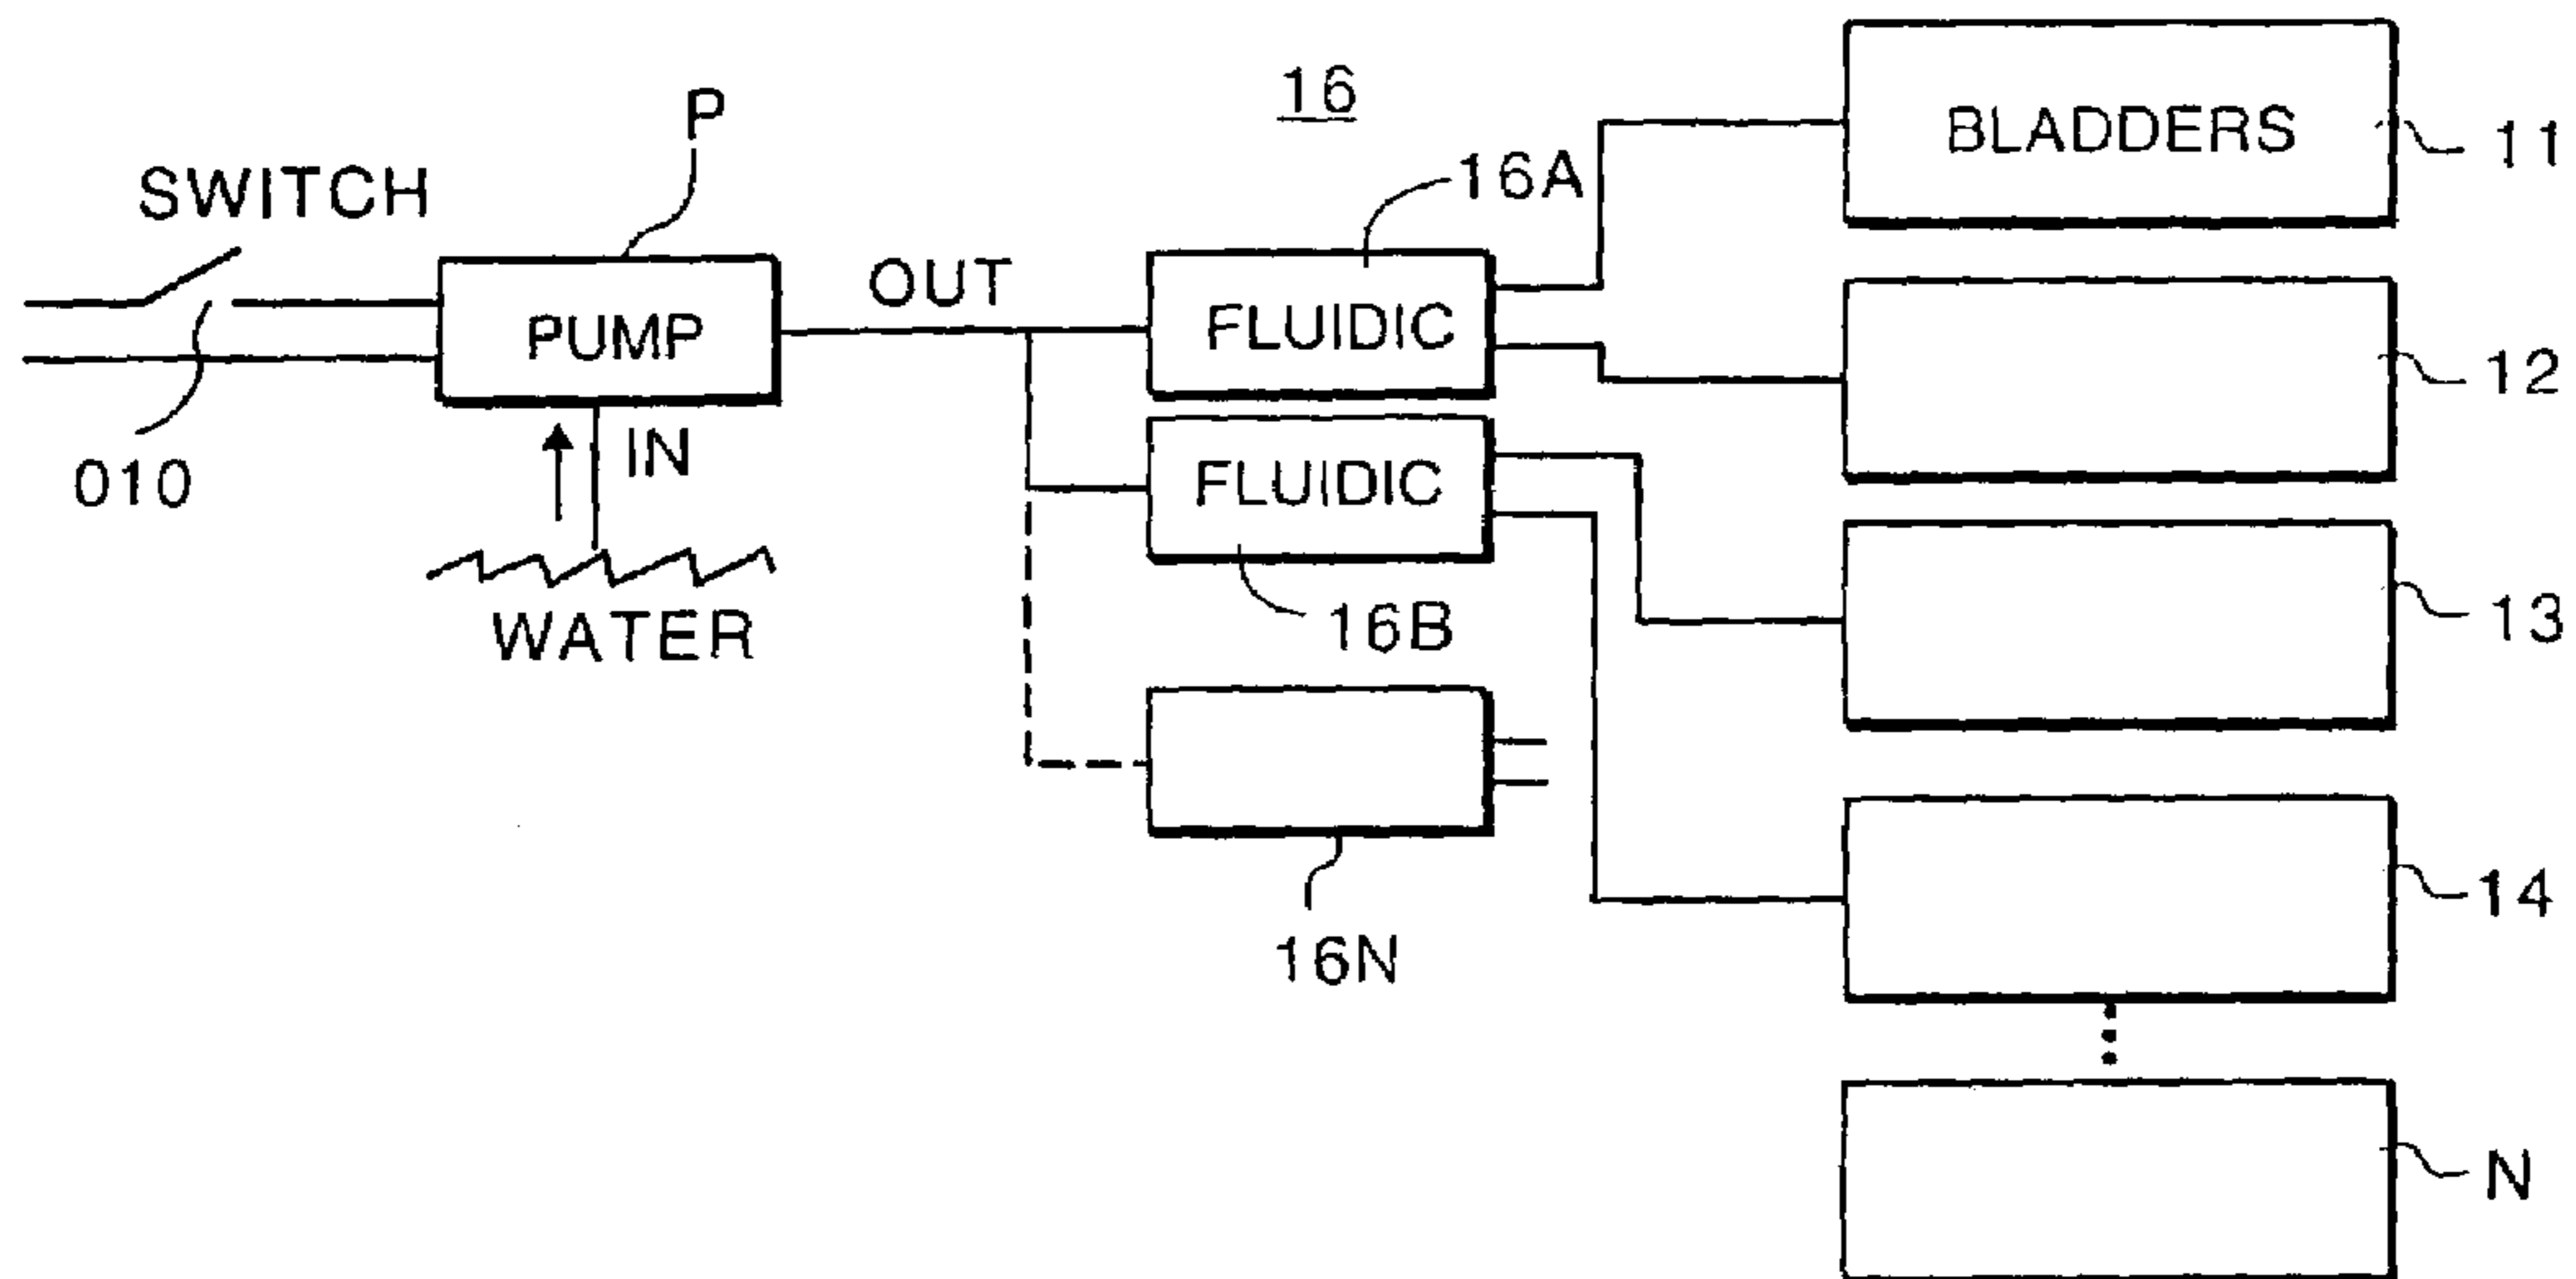 16
P
BLADDERS
11
SWITCH
16A
OUT
PUMP
FLUIDIC
12
010
IN
FLUIDIC
WATER
16B
13
16N
14
N